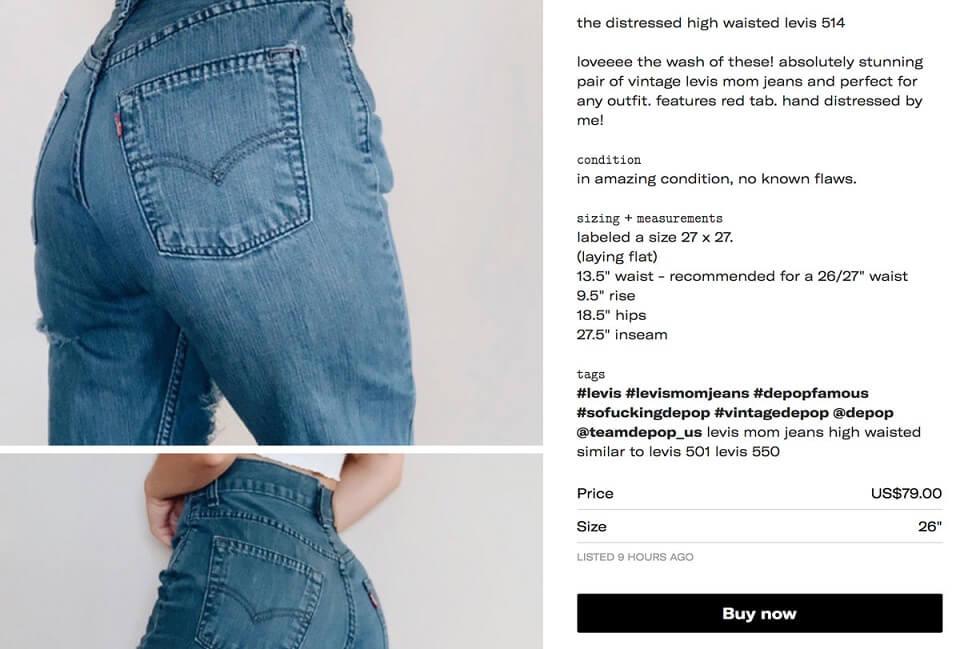 the distressed high waisted levis 514
loveeee the wash of these! absolutely stunning
pair of vintage levis mom jeans and perfect for
any outfit. features red tab. hand distressed by
me!
condition
in amazing condition, no known flaws.
sizing + measurements
labeled a size 27 x 27.
(laying flat)
13.5" waist - recommended for a 26/27" waist
9.5" rise
18.5" hips
27.5" inseam
tags
#levis #levismomjeans #depopfamous
#sofuckingdepop #vintagedepop @depop
@teamdepop_us levis mom jeans high waisted
similar to levis 501 levis 550
Price US$79.00
Size 26"
LISTED 9 HOURS AGO
Buy now